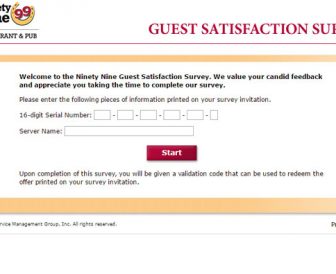 ety
ne 99
RANT & PUB
GUEST SATISFACTION SUR
Welcome to the Ninety Nine Guest Satisfaction Survey. We value your candid feedback
and appreciate you taking the time to complete our survey.
Please enter the following pieces of information printed on your survey invitation.
16-digit Serial Number: - - - - -
Server Name:
Start
Upon completion of this survey, you will be given a validation code that can be used to redeem the
offer printed on your survey invitation.
ervice Management Group, Inc. All rights reserved.
Pr